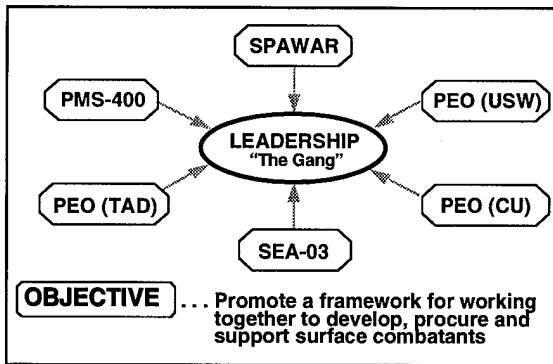 SPAWAR
PMS-400
PEO (USW)
LEADERSHIP
"The Gang"
PEO (TAD)
PEO (CU)
SEA-03
OBJECTIVE ... Promote a framework for working
together to develop, procure and
support surface combatants